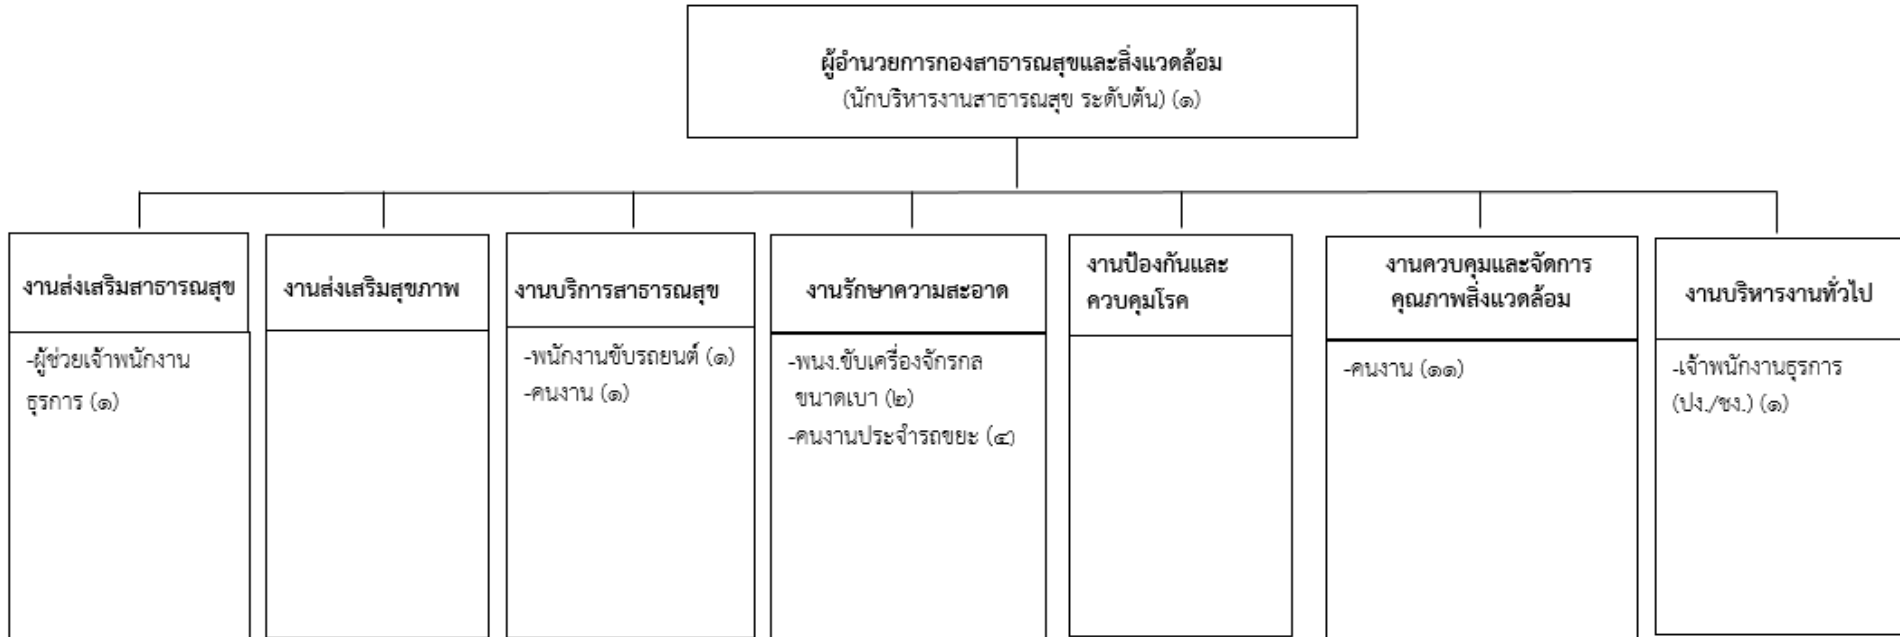 ผู้อำนวยการกองสาธารณสุขและสิ่งแวดล้อม
(นักบริหารงานสาธารณสุข ระดับต้น) (๑)
งานส่งเสริมสาธารณสุข
-ผู้ช่วยเจ้าพนักงาน
ธุรการ (๑)
งานส่งเสริมสุขภาพ
งานบริการสาธารณสุข
-พนักงานขับรถยนต์ (๑)
-คนงาน (๑)
งานรักษาความสะอาด
-พนง.ขับเครื่องจักรกล
ขนาดเบา (๒)
-คนงานประจำรถขยะ (๔)
งานป้องกันและ
ควบคุมโรค
งานควบคุมและจัดการ
คุณภาพสิ่งแวดล้อม
-คนงาน (๑๑)
งานบริหารงานทั่วไป
-เจ้าพนักงานธุรการ
(ปง./ชง.) (๑)